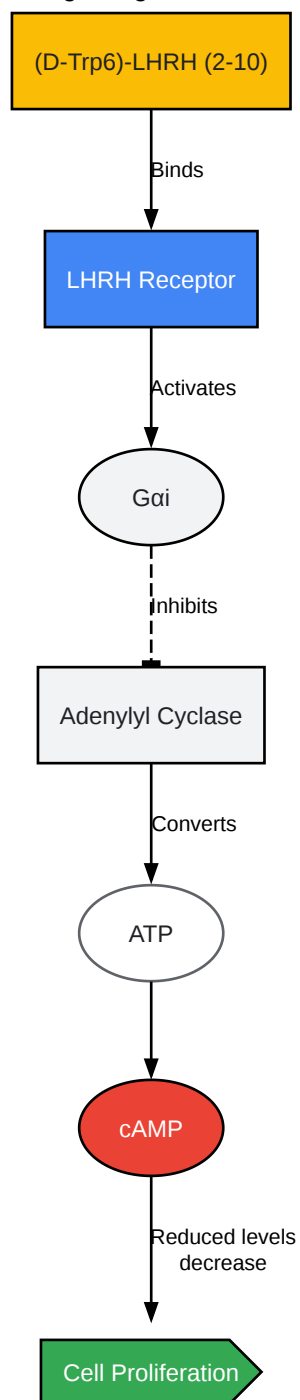 (D-Trp6)-LHRH (2-10)
Binds
LHRH Receptor
Activates
Gαi
Inhibits
Adenylyl Cyclase
Converts
ATP
cAMP
Reduced levels
decrease
Cell Proliferation